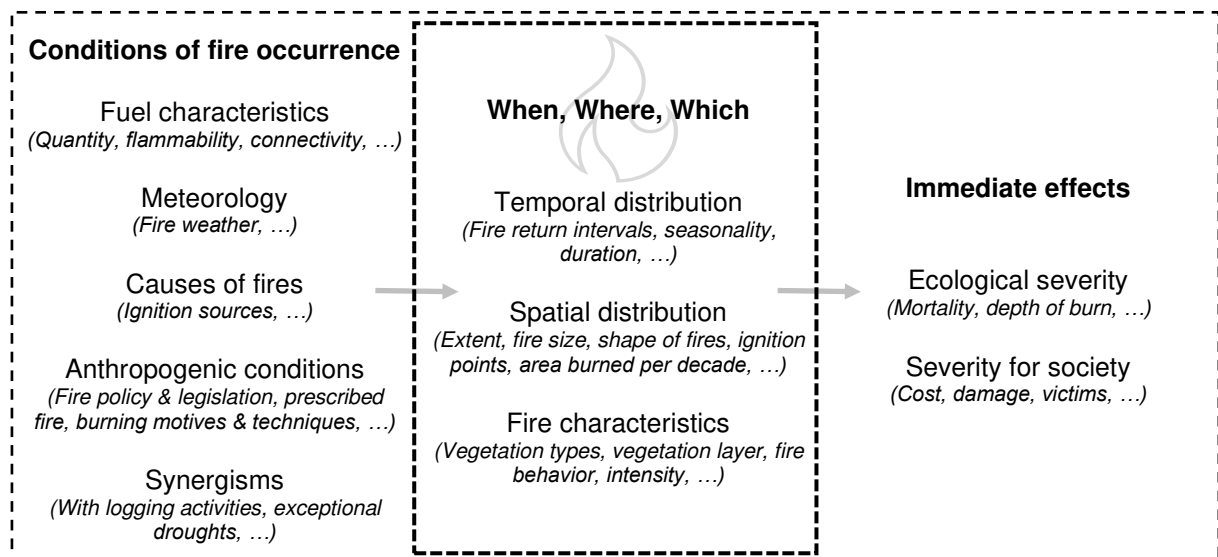 Conditions of fire occurrence
Fuel characteristics
(Quantity, flammability, connectivity, …)
Meteorology
(Fire weather, …)
Causes of fires
(Ignition sources, …)
Anthropogenic conditions
(Fire policy & legislation, prescribed
fire, burning motives & techniques, …)
Synergisms
(With logging activities, exceptional
droughts, …)
When, Where, Which
Temporal distribution
(Fire return intervals, seasonality,
duration, …)
Spatial distribution
(Extent, fire size, shape of fires, ignition
points, area burned per decade, …)
Fire characteristics
(Vegetation types, vegetation layer, fire
behavior, intensity, …)
Immediate effects
Ecological severity
(Mortality, depth of burn, …)
Severity for society
(Cost, damage, victims, …)